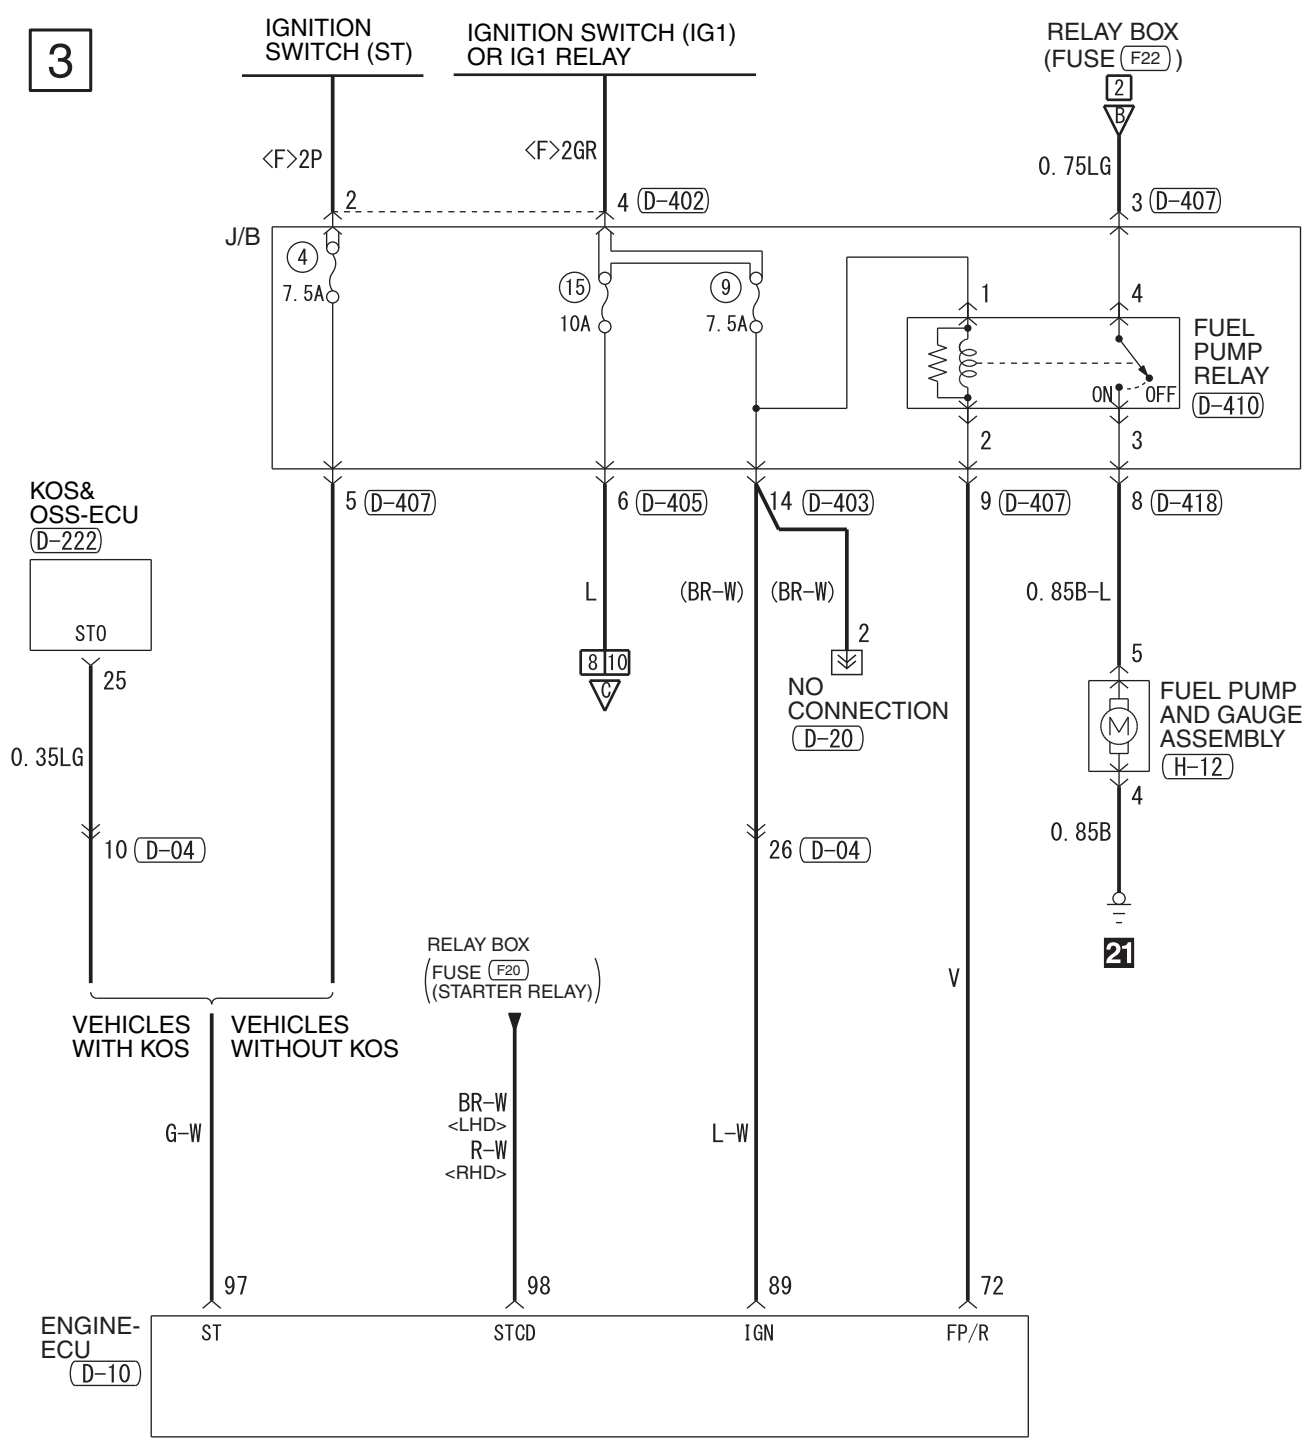 3
IGNITION
SWITCH (ST)
IGNITION SWITCH (IG1)
OR IG1 RELAY
RELAY BOX
(FUSE F22 )
2
B
<F>2P
<F>2GR
0.75LG
2
4 D-402
3 D-407
J/B
4
7.5A
15
10A
9
7.5A
1
4
FUEL
PUMP
RELAY
D-410
ON
OFF
2
3
5 D-407
6 D-405
14 D-403
9 D-407
8 D-418
KOS&
OSS-ECU
D-222
STO
25
L
(BR-W)
(BR-W)
0.85B-L
8 10
C
2
NO
CONNECTION
D-20
5
M
FUEL PUMP
AND GAUGE
ASSEMBLY
H-12
4
0.35LG
0.85B
10 D-04
26 D-04
21
RELAY BOX
(FUSE F20
(STARTER RELAY))
V
VEHICLES
WITH KOS
VEHICLES
WITHOUT KOS
G-W
BR-W
<LHD>
R-W
<RHD>
L-W
97
98
89
72
ENGINE-
ECU
D-10
ST
STCD
IGN
FP/R